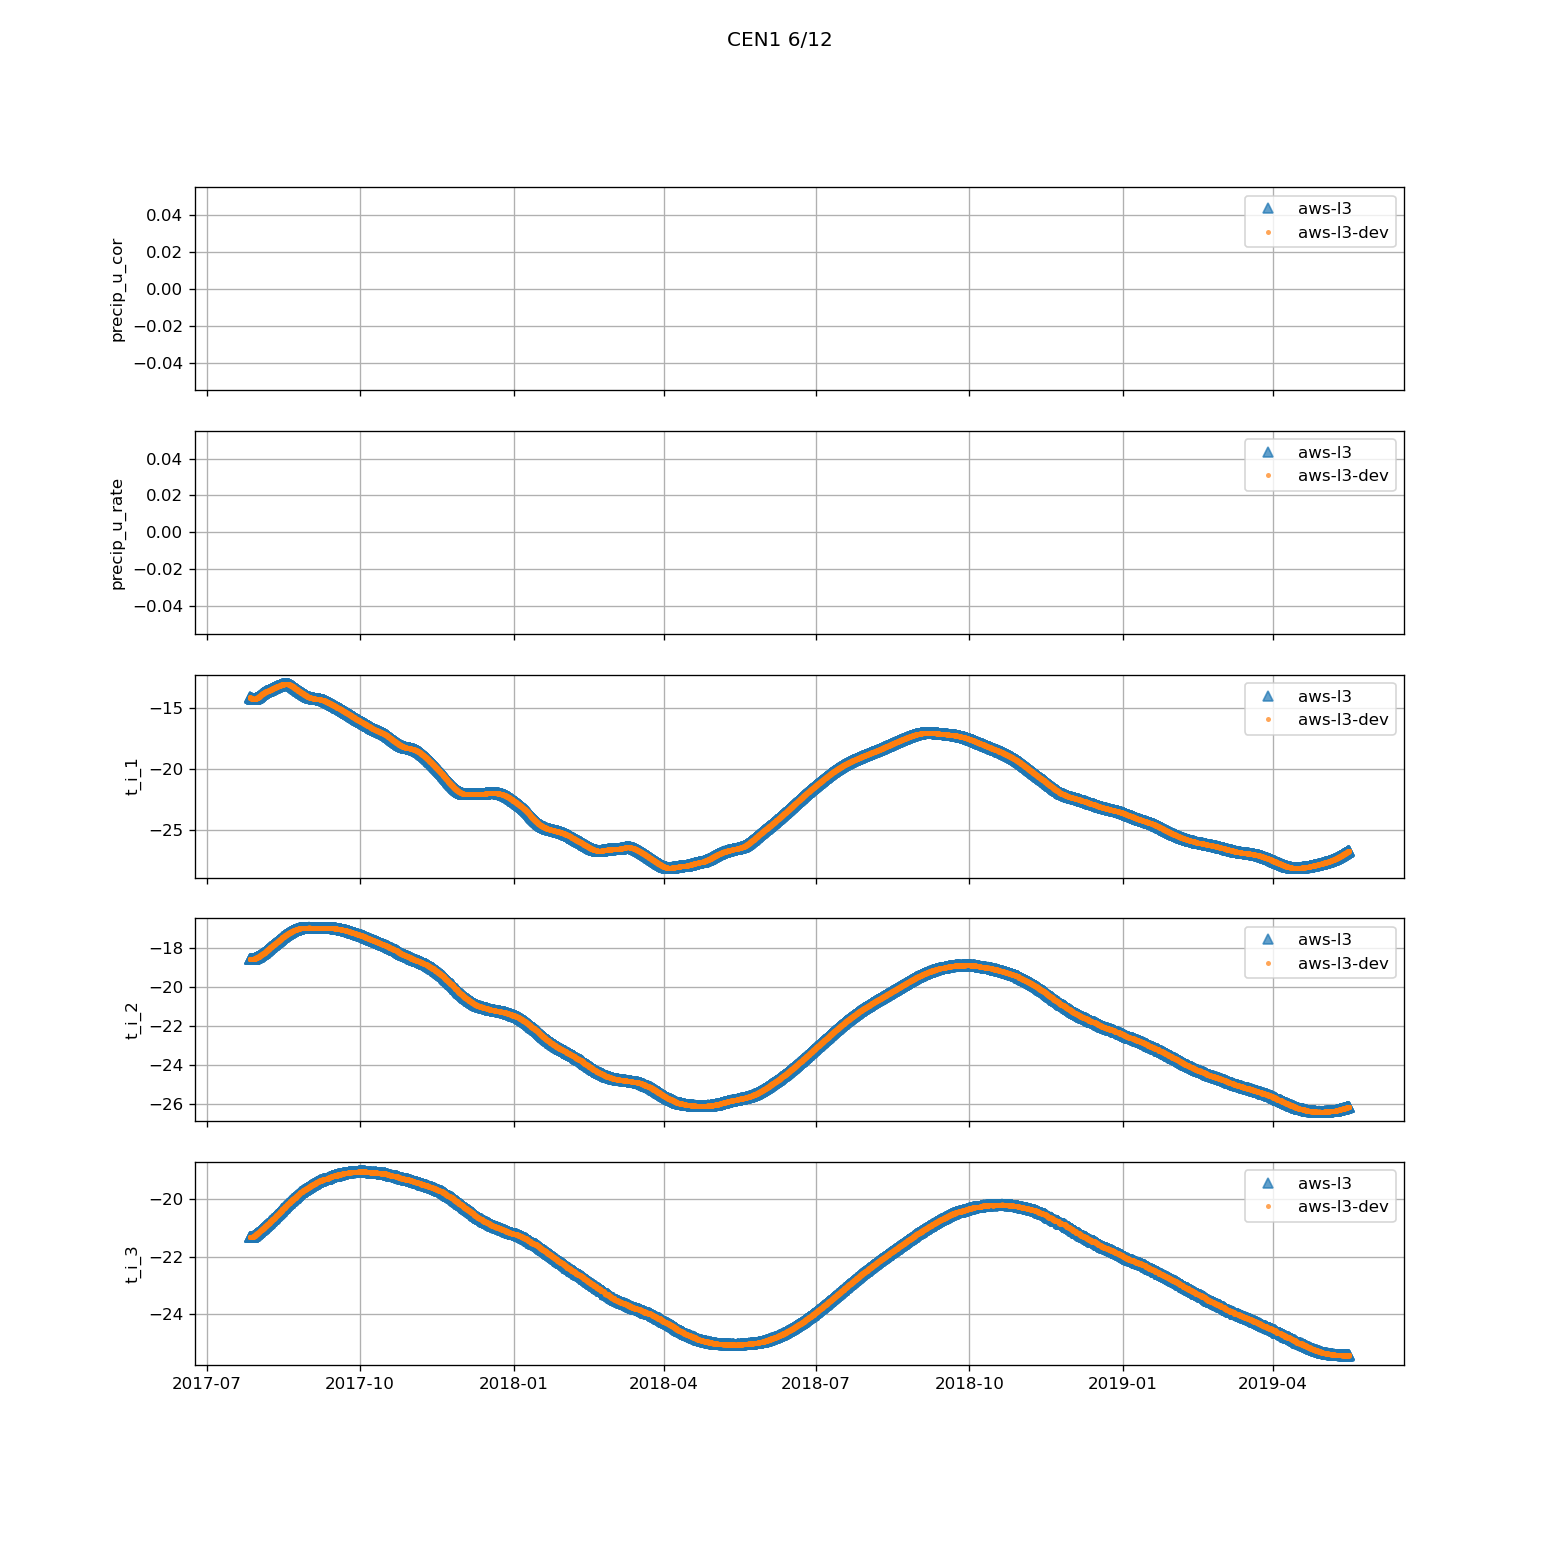 CEN1 6/12
precip_u_cor
0.04
0.02
0.00
−0.02
−0.04
aws-l3
aws-l3-dev
precip_u_rate
0.04
0.02
0.00
−0.02
−0.04
aws-l3
aws-l3-dev
t_i_1
−15
−20
−25
aws-l3
aws-l3-dev
t_i_2
−18
−20
−22
−24
−26
aws-l3
aws-l3-dev
t_i_3
−20
−22
−24
aws-l3
aws-l3-dev
2017-07 2017-10 2018-01 2018-04 2018-07 2018-10 2019-01 2019-04